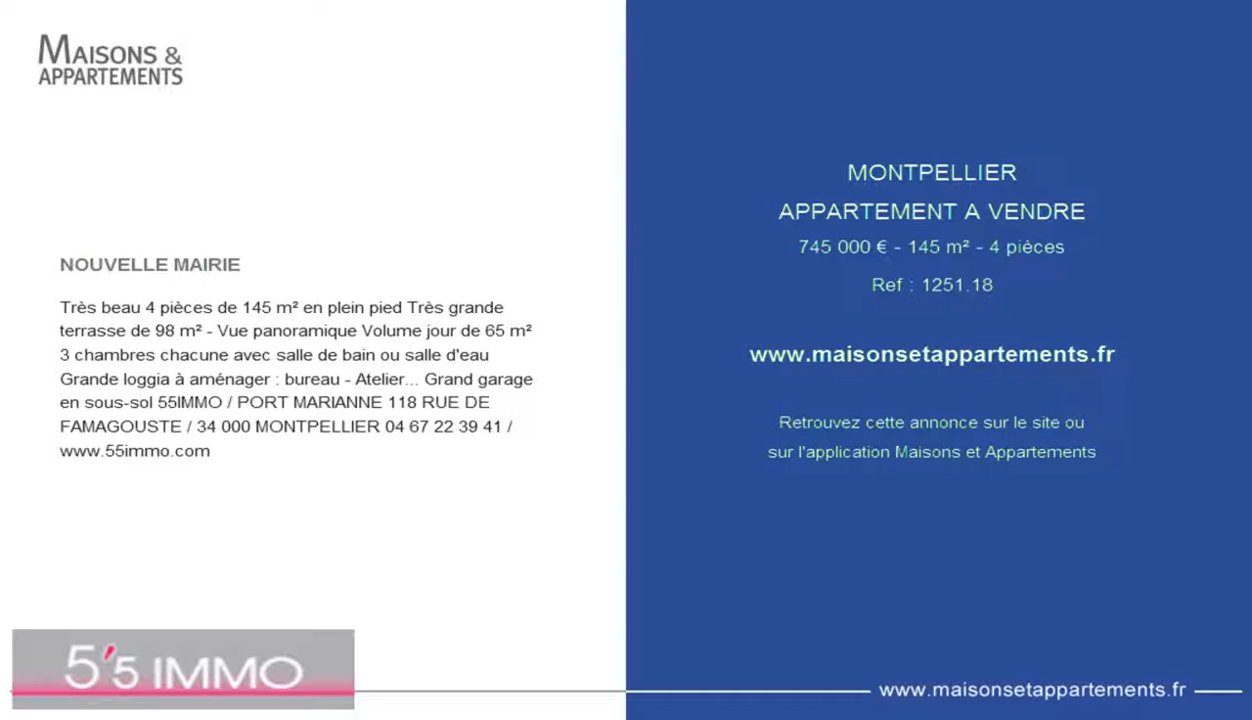 MAISONS &
APPARTEMENTS
NOUVELLE MAIRIE
Très beau 4 pièces de 145 m² en plein pied Très grande
terrasse de 98 m² - Vue panoramique Volume jour de 65 m²
3 chambres chacune avec salle de bain ou salle d'eau
Grande loggia à aménager : bureau - Atelier... Grand garage
en sous-sol 55IMMO / PORT MARIANNE 118 RUE DE
FAMAGOUSTE / 34 000 MONTPELLIER 04 67 22 39 41 /
www.55immo.com
5'5 IMMO
MONTPELLIER
APPARTEMENT A VENDRE
745 000 € - 145 m² - 4 pièces
Ref : 1251.18
www.maisonsetappartements.fr
Retrouvez cette annonce sur le site ou
sur l'application Maisons et Appartements
www.maisonsetappartements.fr